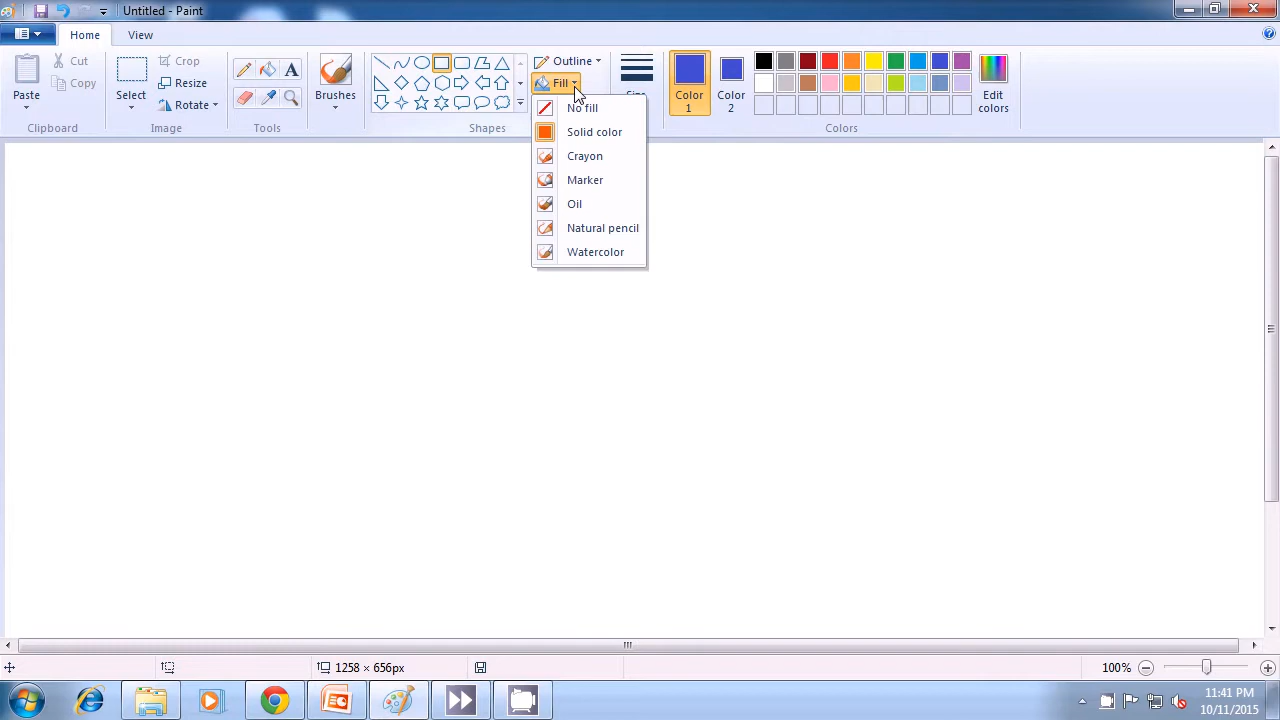 Untitled - Paint
Home
View
Cut
Copy
Paste
Clipboard
Crop
Resize
Rotate
Select
Image
Tools
Brushes
Shapes
Outline
Fill
No fill
Solid color
Crayon
Marker
Oil
Natural pencil
Watercolor
Color 1
Color 2
Edit colors
Colors
1258 × 656px
100%
11:41 PM
10/11/2015